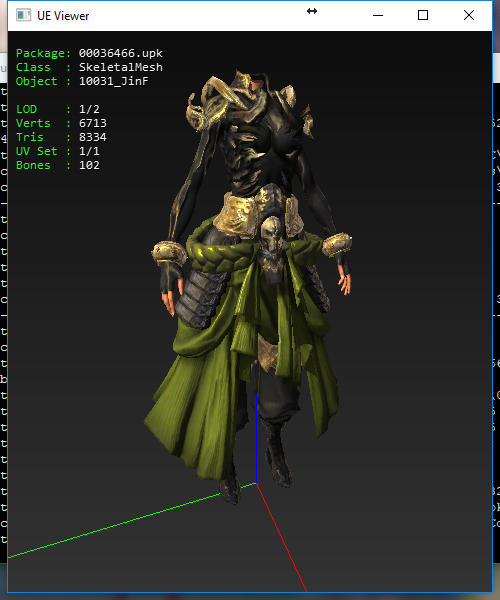 UE Viewer
Package: 00036466.upk
Class  : SkeletalMesh
Object : 10031_JinF
LOD    : 1/2
Verts  : 6713
Tris   : 8334
UV Set : 1/1
Bones  : 102